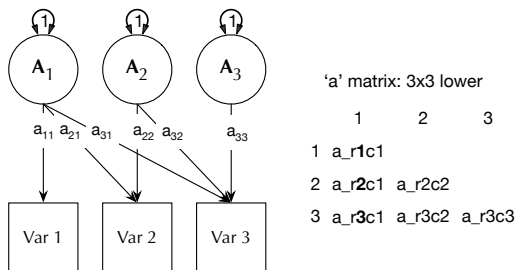 1 1 1
A1 A2 A3
a11 a21 a31 a22 a32 a33
Var 1 Var 2 Var 3
‘a’ matrix: 3x3 lower
1 2 3
1 a_r1c1
2 a_r2c1 a_r2c2
3 a_r3c1 a_r3c2 a_r3c3